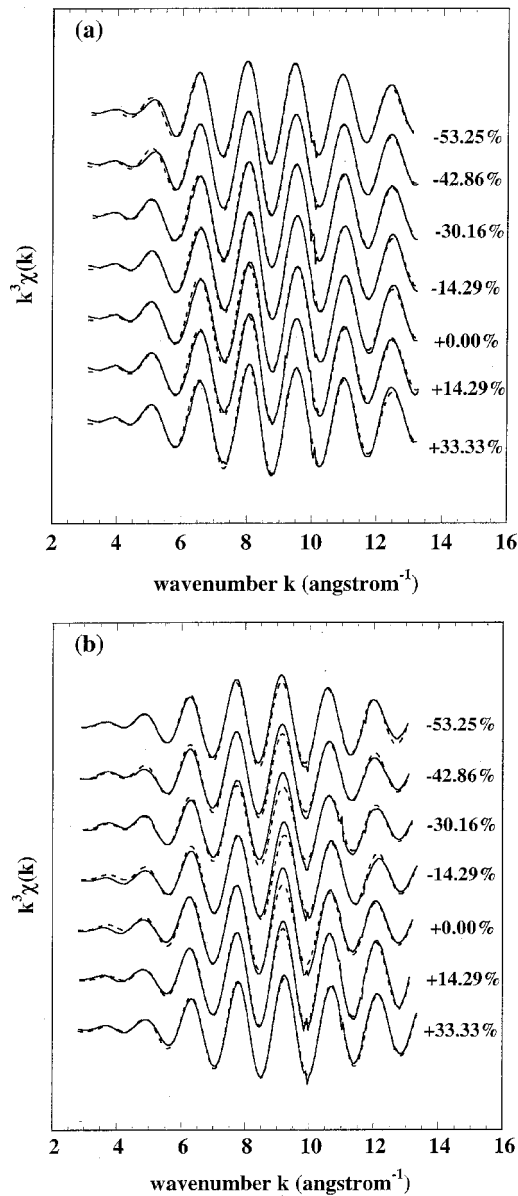 (a)
-53.25%
-42.86%
-30.16%
-14.29%
+0.00%
+14.29%
+33.33%
k³χ(k)
2 4 6 8 10 12 14 16
wavenumber k (angstrom⁻¹)
(b)
-53.25%
-42.86%
-30.16%
-14.29%
+0.00%
+14.29%
+33.33%
k³χ(k)
2 4 6 8 10 12 14 16
wavenumber k (angstrom⁻¹)